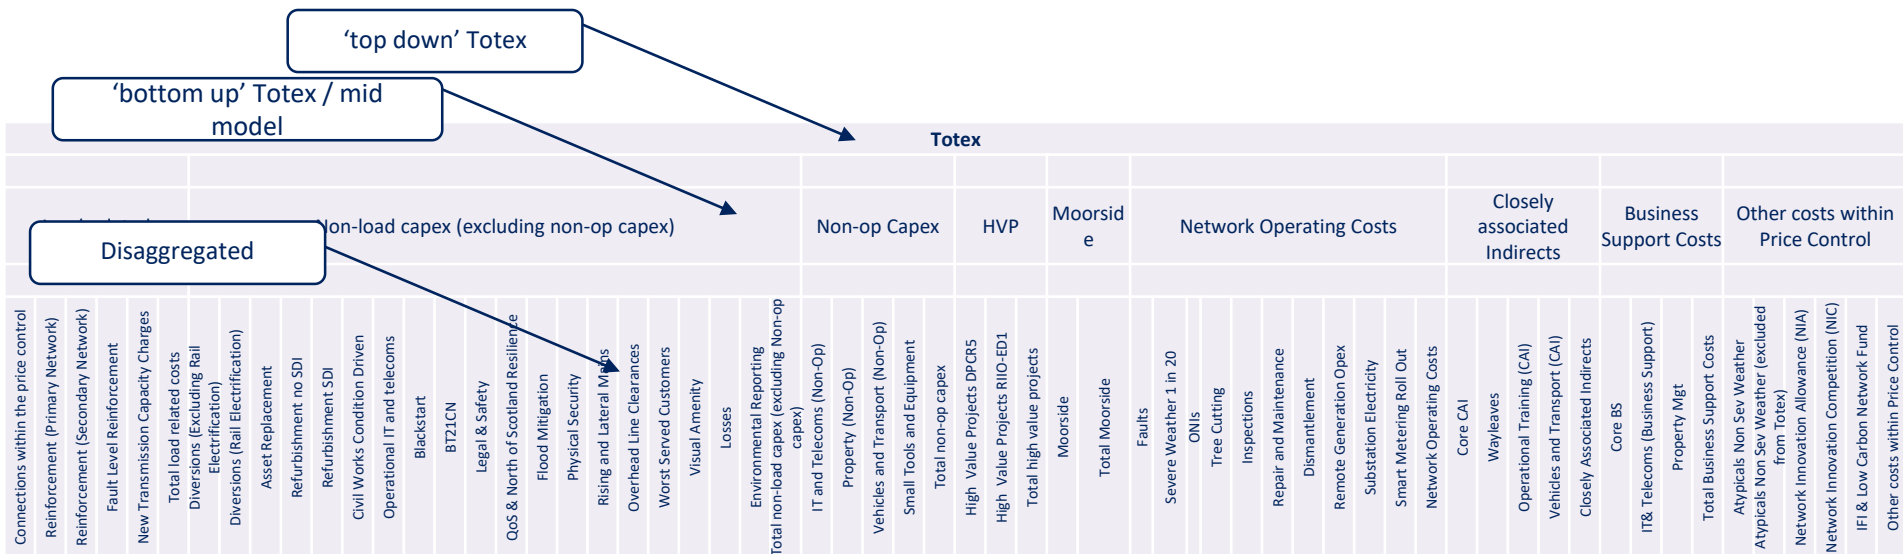 ‘top down’ Totex
‘bottom up’ Totex / mid
model
Totex
Non-load capex (excluding non-op capex)
Non-op Capex
HVP
Moorsid
e
Network Operating Costs
Closely
associated
Indirects
Business
Support Costs
Other costs within
Price Control
Disaggregated
Connections within the price control
Reinforcement (Primary Network)
Reinforcement (Secondary Network)
Fault Level Reinforcement
New Transmission Capacity Charges
Total load related costs
Diversions (Excluding Rail
Electrification)
Diversions (Rail Electrification)
Asset Replacement
Refurbishment no SDI
Refurbishment SDI
Civil Works Condition Driven
Operational IT and telecoms
Blackstart
BT21CN
Legal & Safety
QoS & North of Scotland Resilience
Flood Mitigation
Physical Security
Rising and Lateral Mains
Overhead Line Clearances
Worst Served Customers
Visual Amenity
Losses
Environmental Reporting
Total non-load capex (excluding Non-op
capex)
IT and Telecoms (Non-Op)
Property (Non-Op)
Vehicles and Transport (Non-Op)
Small Tools and Equipment
Total non-op capex
High Value Projects DPCR5
High Value Projects RIIO-ED1
Total high value projects
Moorside
Total Moorside
Faults
Severe Weather 1 in 20
ONIs
Tree Cutting
Inspections
Repair and Maintenance
Dismantlement
Remote Generation Opex
Substation Electricity
Smart Metering Roll Out
Network Operating Costs
Core CAI
Wayleaves
Operational Training (CAI)
Vehicles and Transport (CAI)
Closely Associated Indirects
Core BS
IT& Telecoms (Business Support)
Property Mgt
Total Business Support Costs
Atypicals Non Sev Weather
Atypicals Non Sev Weather (excluded
from Totex)
Network Innovation Allowance (NIA)
Network Innovation Competition (NIC)
IFI & Low Carbon Network Fund
Other costs within Price Control